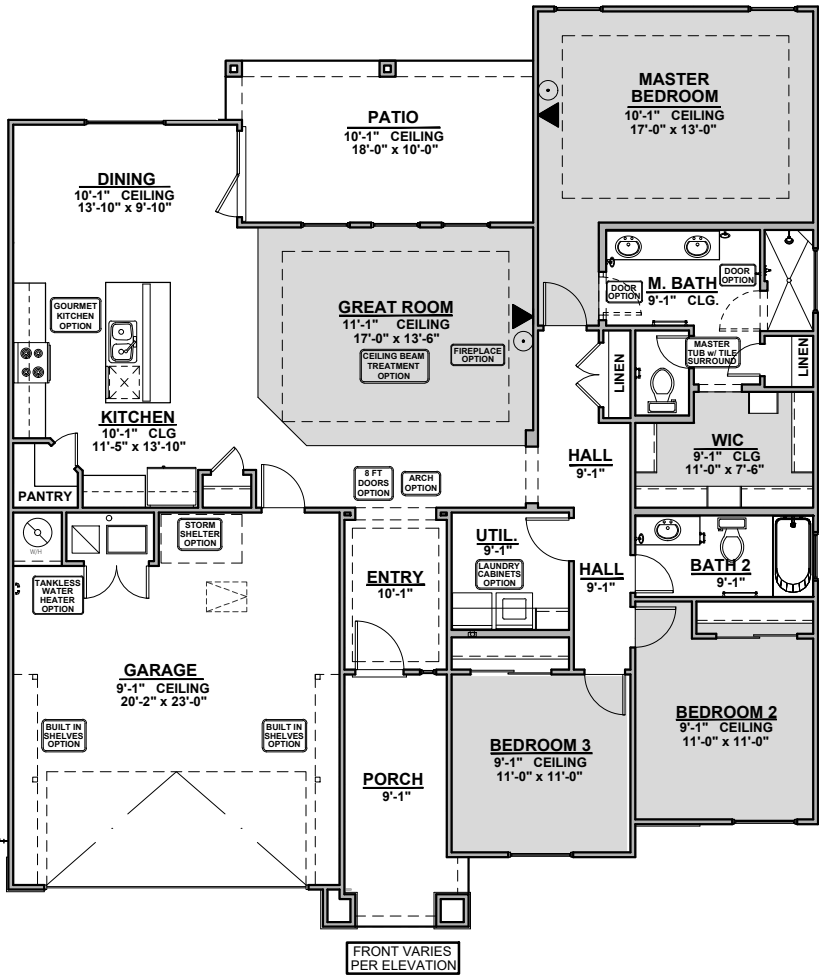 MASTER
BEDROOM
10'-1" CEILING
17'-0" x 13'-0"
PATIO
10'-1" CEILING
18'-0" x 10'-0"
DINING
10'-1" CEILING
13'-10" x 9'-10"
GOURMET
KITCHEN
OPTION
GREAT ROOM
11'-1" CEILING
17'-0" x 13'-6"
CEILING BEAM
TREATMENT
OPTION
FIREPLACE
OPTION
DOOR
OPTION
M. BATH
9'-1" CLG.
DOOR
OPTION
MASTER
TUB w/ TILE
SURROUND
LINEN
LINEN
KITCHEN
10'-1" CLG
11'-5" x 13'-10"
PANTRY
8 FT
DOORS
OPTION
ARCH
OPTION
HALL
9'-1"
WIC
9'-1" CLG
11'-0" x 7'-6"
W/H
STORM
SHELTER
OPTION
TANKLESS
WATER
HEATER
OPTION
ENTRY
10'-1"
UTIL.
9'-1"
LAUNDRY
CABINETS
OPTION
HALL
9'-1"
BATH 2
9'-1"
GARAGE
9'-1" CEILING
20'-2" x 23'-0"
BUILT IN
SHELVES
OPTION
BUILT IN
SHELVES
OPTION
PORCH
9'-1"
BEDROOM 3
9'-1" CEILING
11'-0" x 11'-0"
BEDROOM 2
9'-1" CEILING
11'-0" x 11'-0"
FRONT VARIES
PER ELEVATION